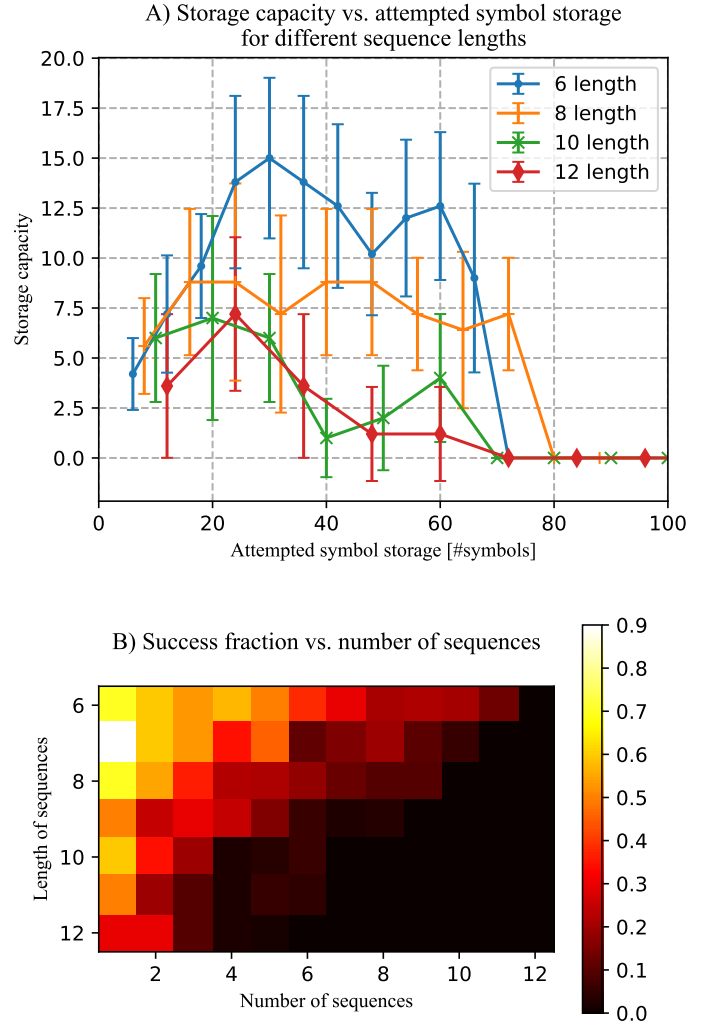 A) Storage capacity vs. attempted symbol storage
for different sequence lengths
20.0
17.5
15.0
12.5
10.0
7.5
5.0
2.5
0.0
Storage capacity
6 length
8 length
10 length
12 length
0 20 40 60 80 100
Attempted symbol storage [#symbols]
B) Success fraction vs. number of sequences
6
8
10
12
Length of sequences
2 4 6 8 10 12
Number of sequences
0.9
0.8
0.7
0.6
0.5
0.4
0.3
0.2
0.1
0.0